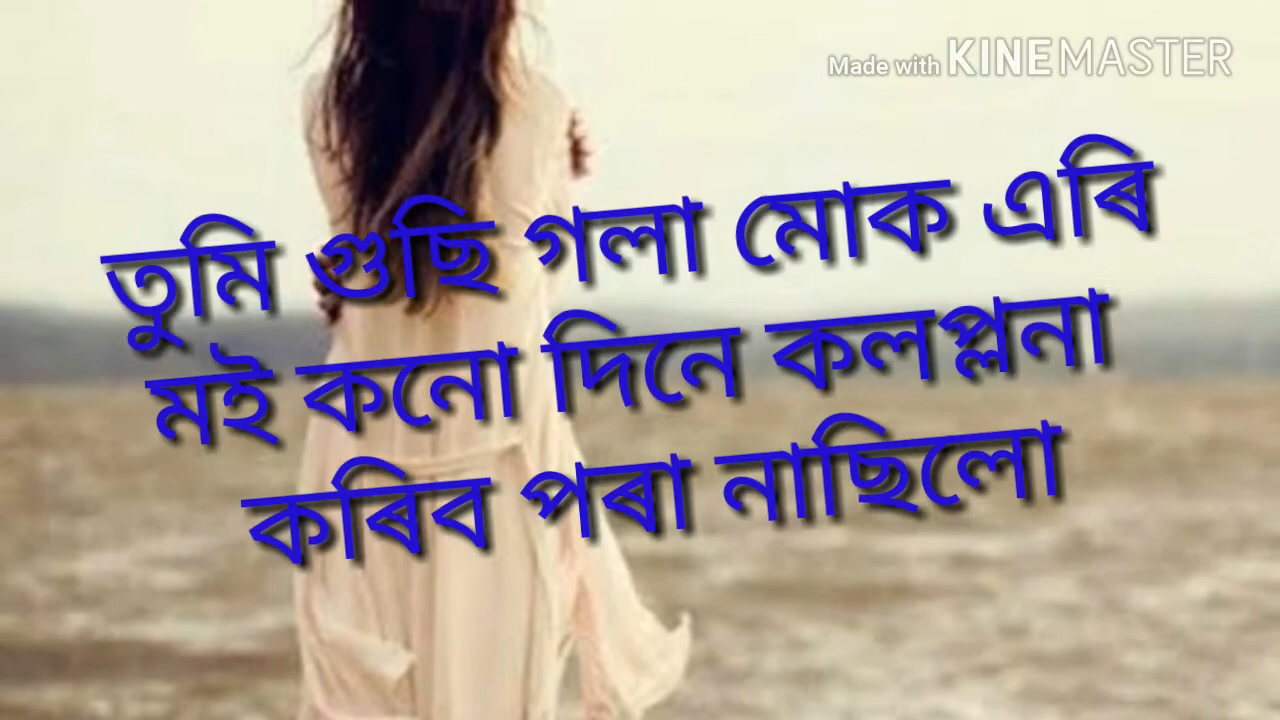 Made with KINEMASTER
তুমি গুছি গলা মোক এৰি
মই কনো দিনে কলপ্লনা
কৰিব পৰা নাছিলো